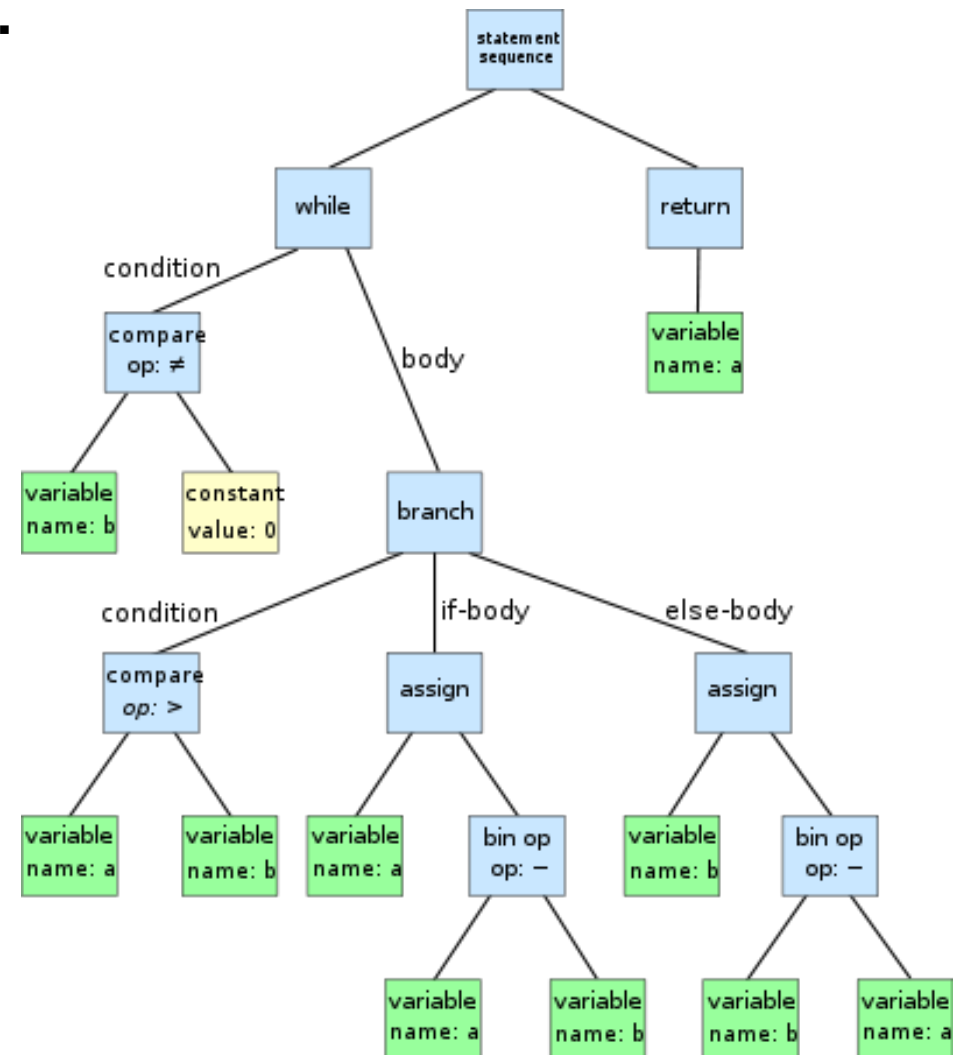 statement
sequence
while
return
condition
compare
op: ≠
body
variable
name: a
variable
name: b
constant
value: 0
branch
condition
if-body
else-body
compare
op: >
assign
assign
variable
name: a
variable
name: b
variable
name: a
bin op
op: −
variable
name: b
bin op
op: −
variable
name: a
variable
name: b
variable
name: b
variable
name: a